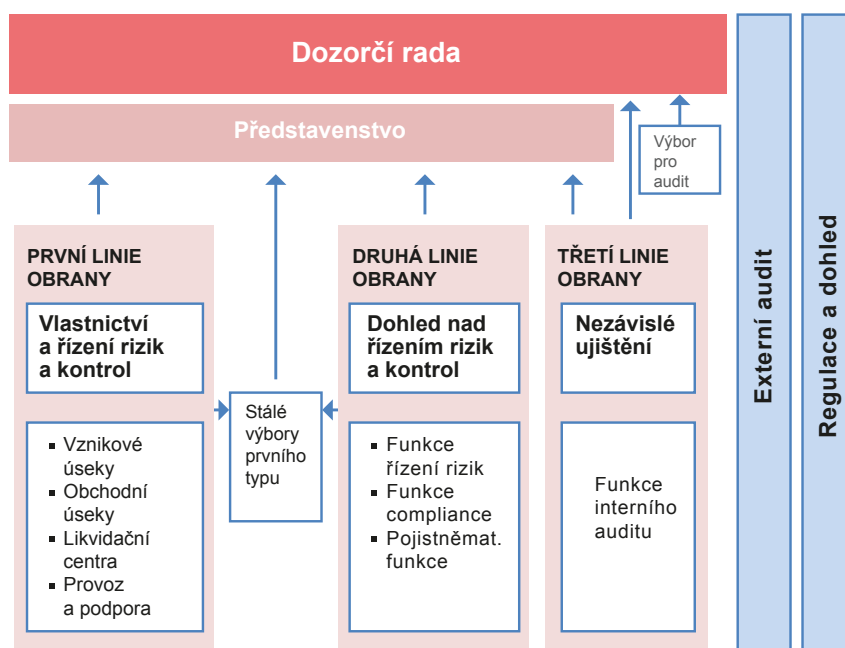 Dozorčí rada
Představenstvo
Výbor
pro
audit
PRVNÍ LINIE
OBRANY
Vlastnictví
a řízení rizik
a kontrol
▪ Vznikové
úseky
▪ Obchodní
úseky
▪ Likvidační
centra
▪ Provoz
a podpora
Stálé
výbory
prvního
typu
DRUHÁ LINIE
OBRANY
Dohled nad
řízením rizik
a kontrol
▪ Funkce
řízení rizik
▪ Funkce
compliance
▪ Pojistněmat.
funkce
TŘETÍ LINIE
OBRANY
Nezávislé
ujištění
Funkce
interního
auditu
Externí audit
Regulace a dohled